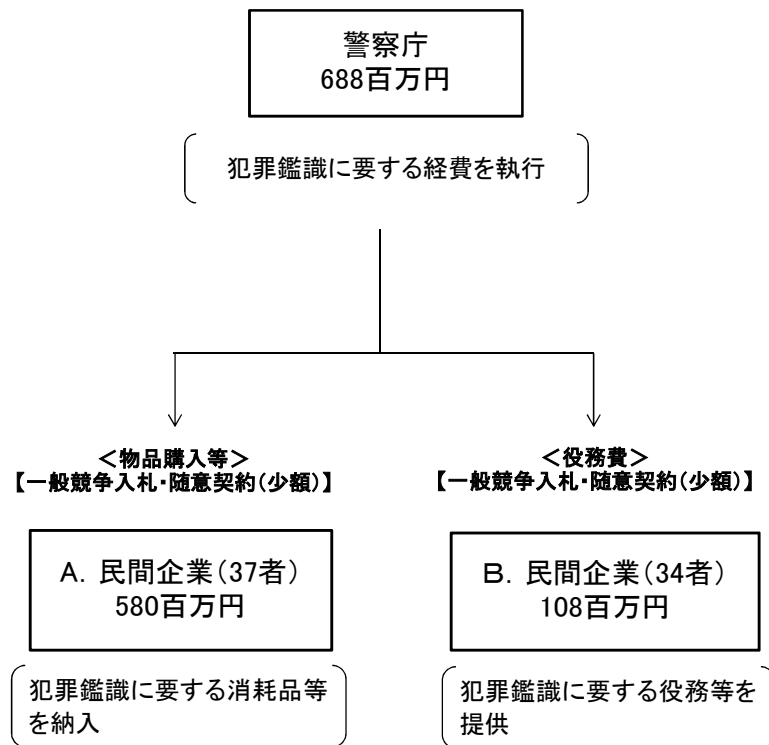 警察庁
688百万円
犯罪鑑識に要する経費を執行
＜物品購入等＞
【一般競争入札・随意契約（少額）】
A．民間企業（37者）
580百万円
犯罪鑑識に要する消耗品等
を納入
＜役務費＞
【一般競争入札・随意契約（少額）】
B．民間企業（34者）
108百万円
犯罪鑑識に要する役務等を
提供